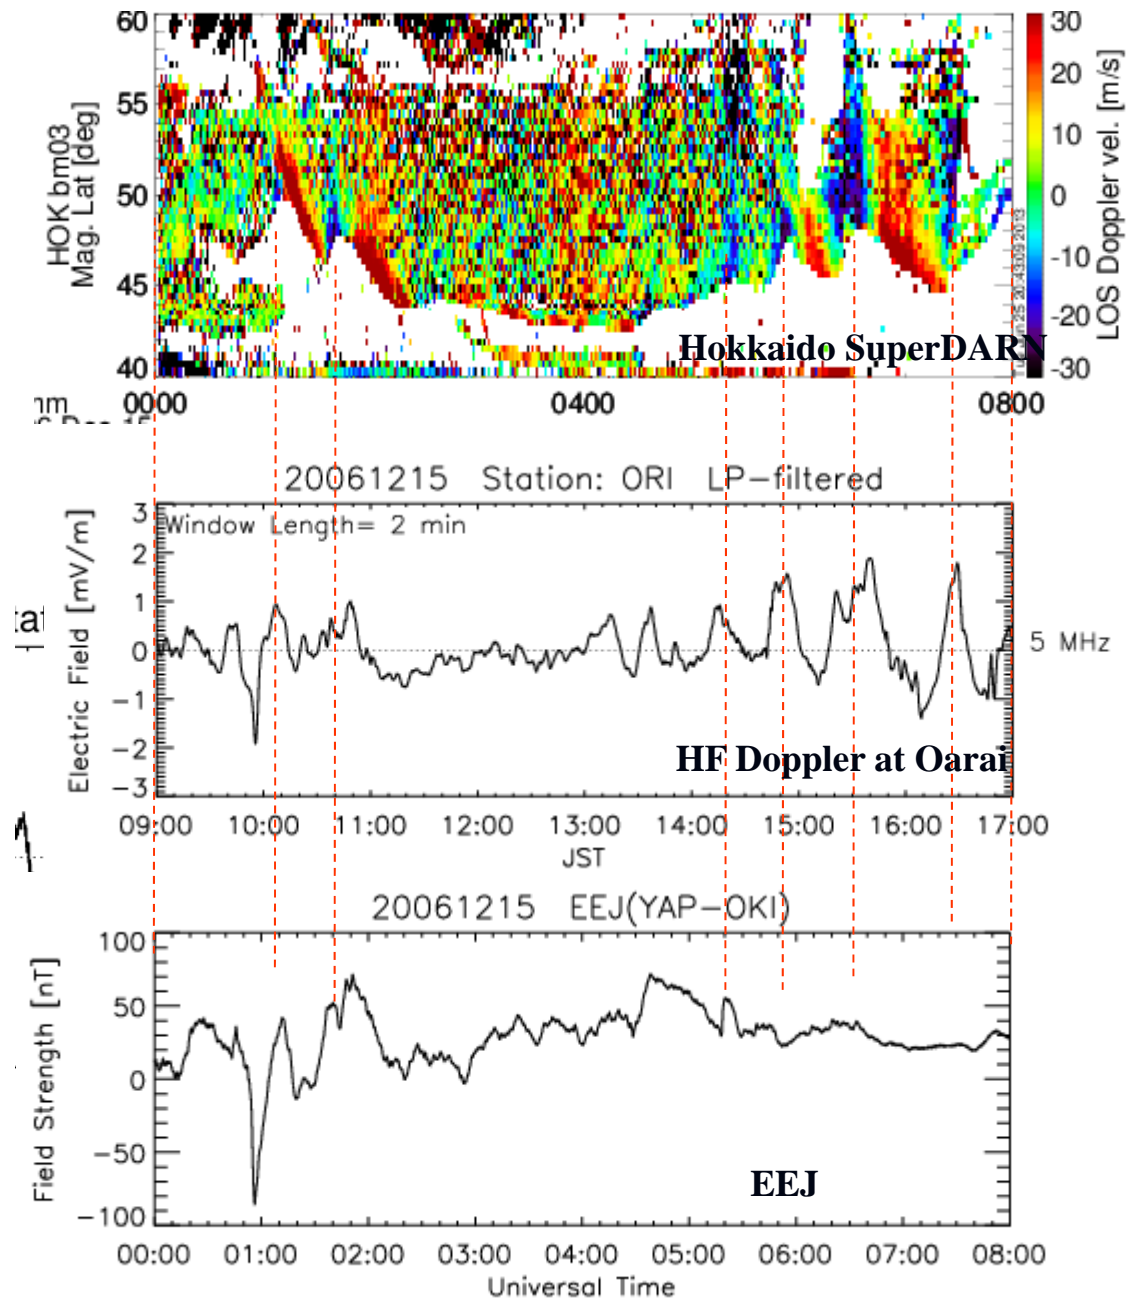 60
55
50
45
40
HOK bm03
Mag. Lat [deg]
30
20
10
0
-10
-20
-30
LOS Doppler vel. [m/s]
Hokkaido SuperDARN
nm
0000
0400
0800
20061215 Station: ORI LP-filtered
Window Length= 2 min
3
2
1
0
-1
-2
-3
Electric Field [mV/m]
5 MHz
HF Doppler at Oarai
09:00 10:00 11:00 12:00 13:00 14:00 15:00 16:00 17:00
JST
20061215 EEJ(YAP-OKI)
100
50
0
-50
-100
Field Strength [nT]
EEJ
00:00 01:00 02:00 03:00 04:00 05:00 06:00 07:00 08:00
Universal Time